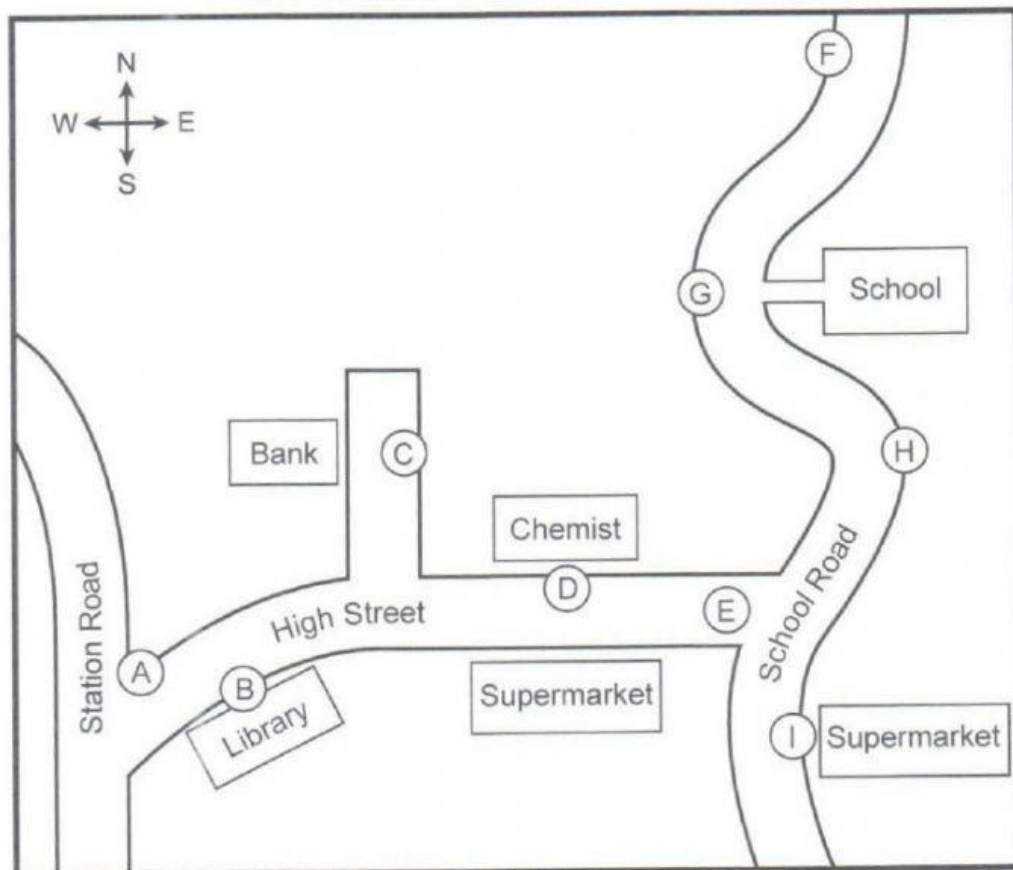 F
N
W E
S
G
School
Bank
C
H
Chemist
D
E
High Street
School Road
Station Road
A
B
Library
Supermarket
I
Supermarket